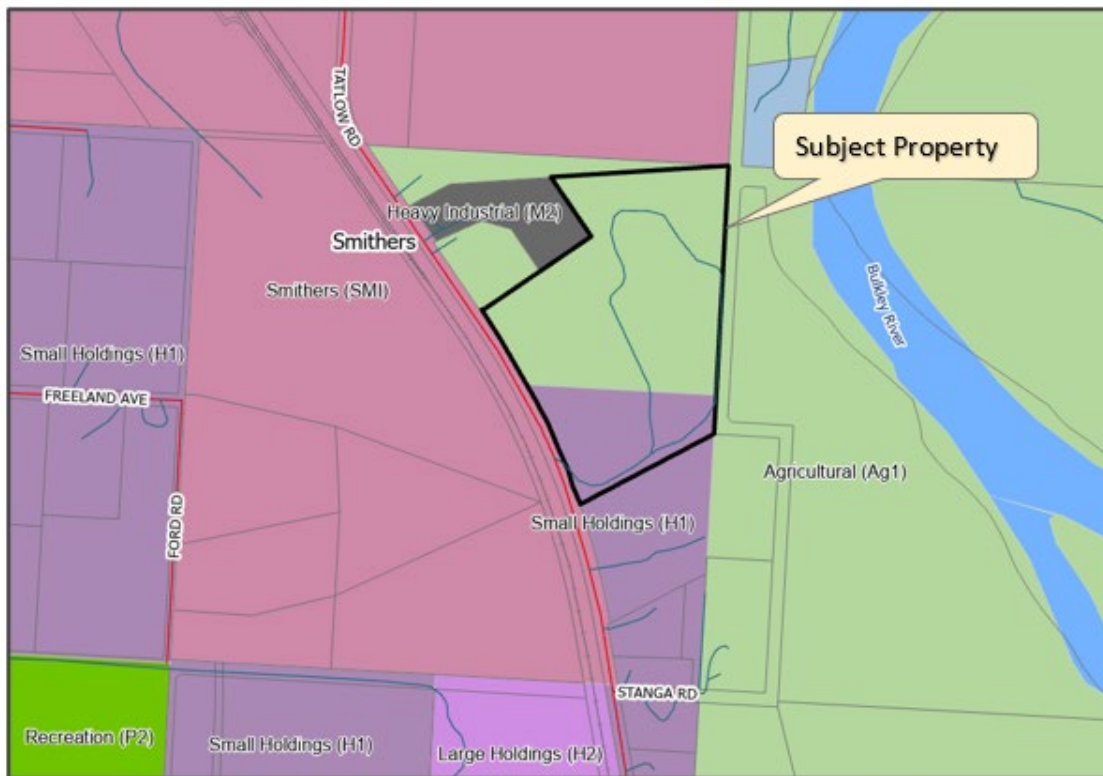 TATLOW RD
Subject Property
Heavy Industrial (M2)
Smithers
Smithers (SMI)
Bulkley River
Small Holdings (H1)
FREELAND AVE
Agricultural (Ag1)
FORD RD
Small Holdings (H1)
STANGA RD
Recreation (P2)
Small Holdings (H1)
Large Holdings (H2)